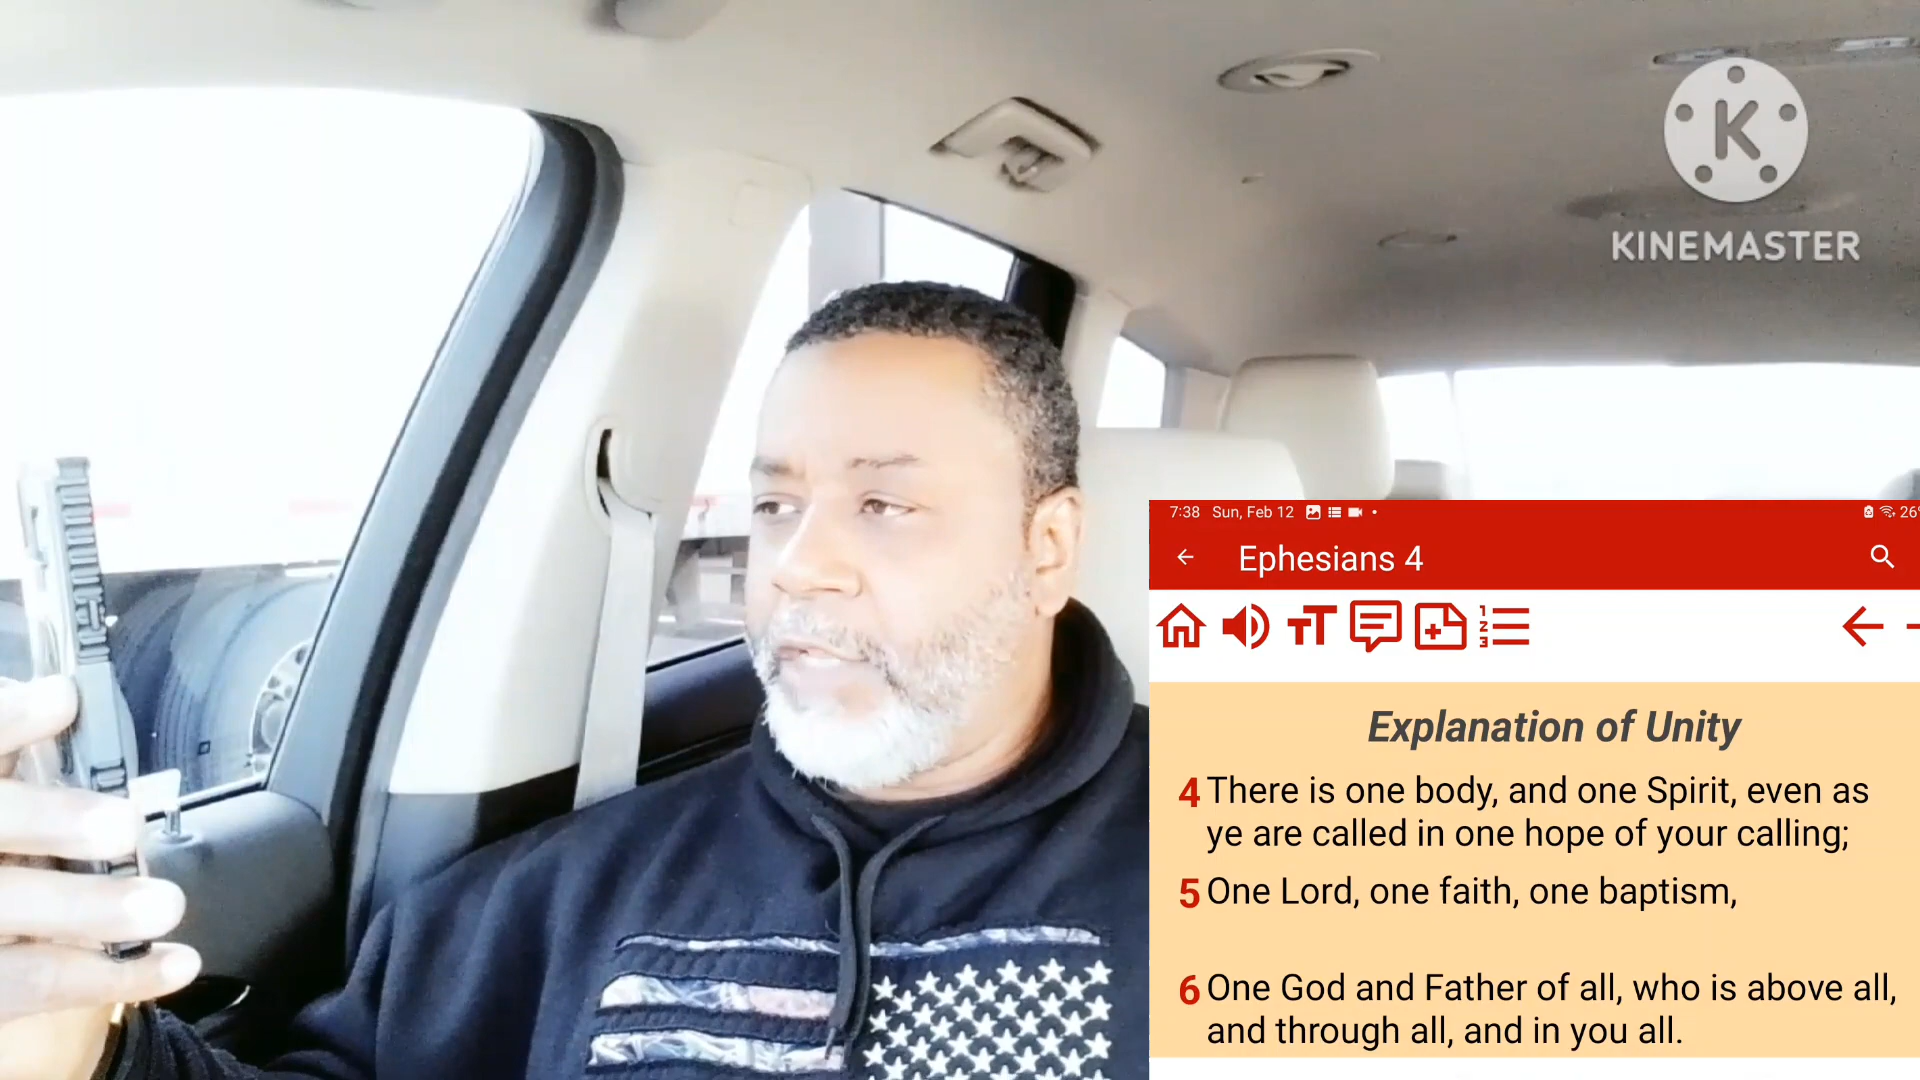 K
KINEMASTER
7:38 Sun, Feb 12
26%
Ephesians 4
Explanation of Unity
4 There is one body, and one Spirit, even as
ye are called in one hope of your calling;
5 One Lord, one faith, one baptism,
6 One God and Father of all, who is above all,
and through all, and in you all.